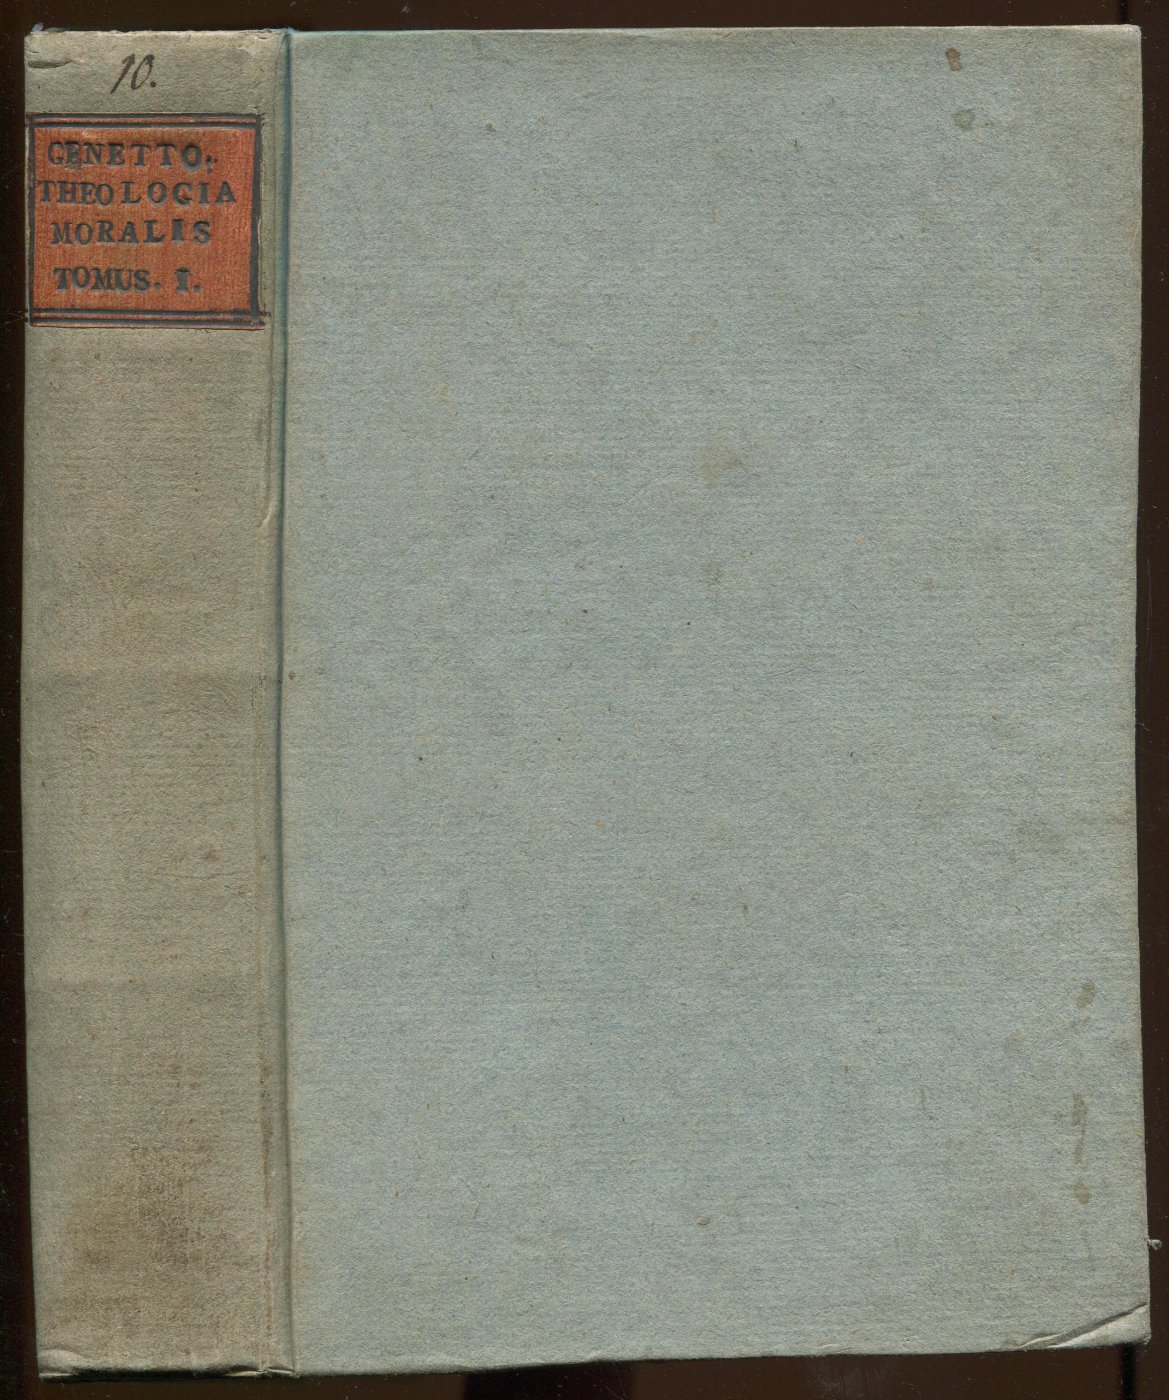 10.
GENETTO.
THEOLOGIA
MORALIS
TOMUS. I.